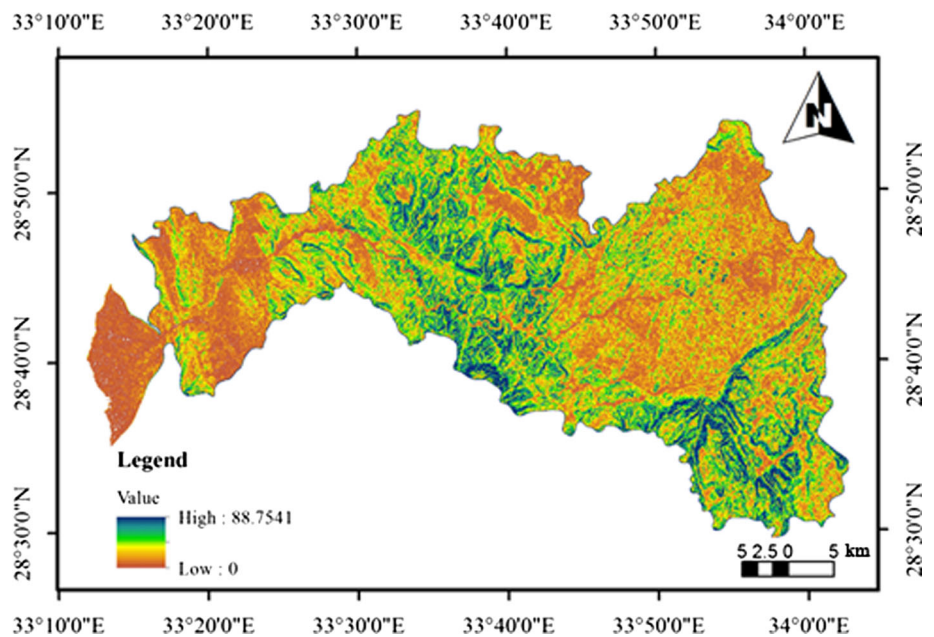 33°10'0"E 33°20'0"E 33°30'0"E 33°40'0"E 33°50'0"E 34°0'0"E
N
28°50'0"N 28°50'0"N
28°40'0"N 28°40'0"N
Legend
Value
High : 88.7541
Low : 0
28°30'0"N 28°30'0"N
5 2.5 0 5 km
33°10'0"E 33°20'0"E 33°30'0"E 33°50'0"E 34°0'0"E